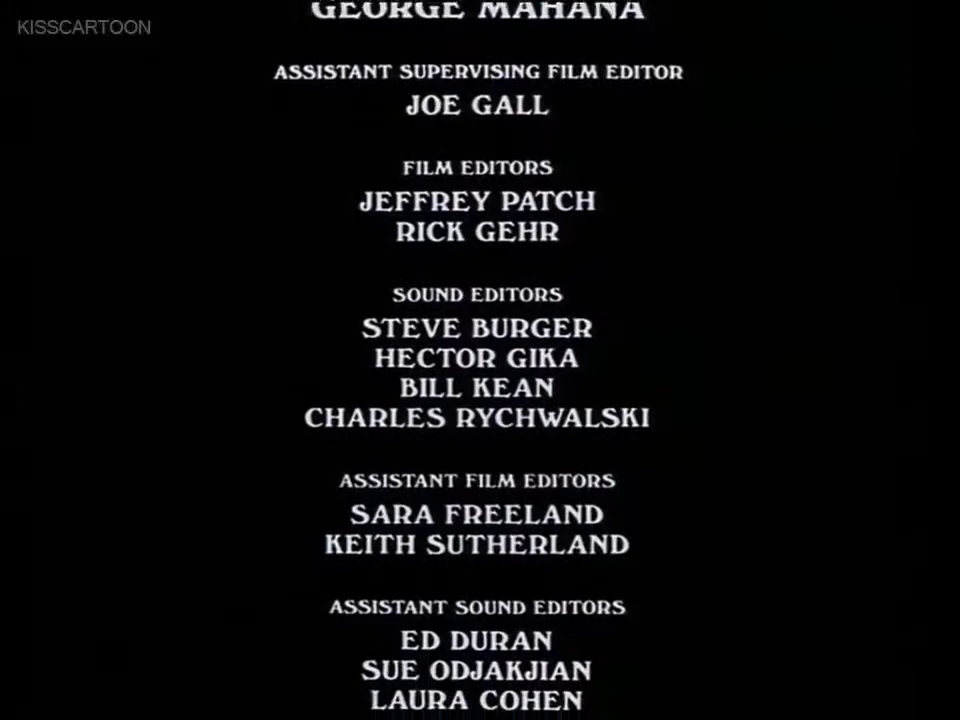 GEORGE MAHANA
KISSCARTOON
ASSISTANT SUPERVISING FILM EDITOR
JOE GALL
FILM EDITORS
JEFFREY PATCH
RICK GEHR
SOUND EDITORS
STEVE BURGER
HECTOR GIKA
BILL KEAN
CHARLES RYCHWALSKI
ASSISTANT FILM EDITORS
SARA FREELAND
KEITH SUTHERLAND
ASSISTANT SOUND EDITORS
ED DURAN
SUE ODJAKJIAN
LAURA COHEN